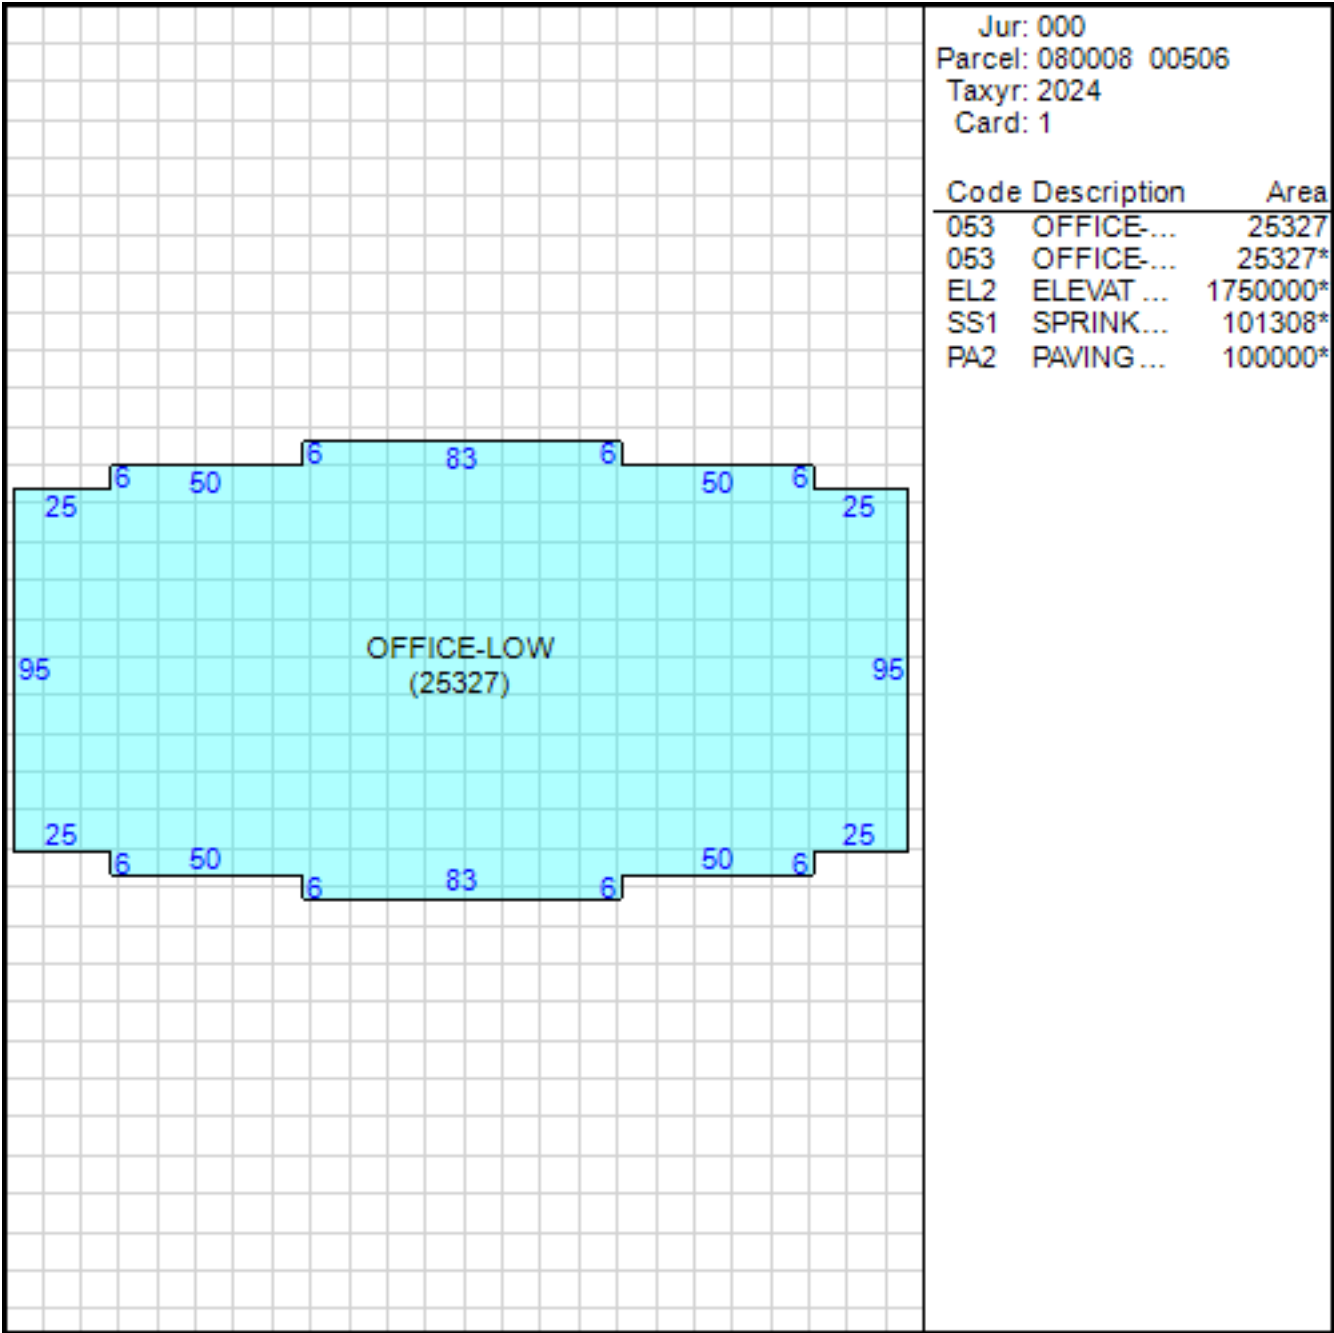 Jur: 000
Parcel: 080008 00506
Taxyr: 2024
Card: 1
Code Description Area
053 OFFICE-... 25327
053 OFFICE-... 25327*
EL2 ELEVAT ... 1750000*
SS1 SPRINK... 101308*
PA2 PAVING ... 100000*
6 83 6
6 50 50 6
25 25
OFFICE-LOW
95 95
(25327)
25 25
6 50 50 6
6 83 6